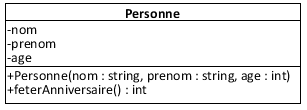 Personne
-nom
-prenom
-age
+Personne(nom : string, prenom : string, age : int)
+feterAnniversaire() : int